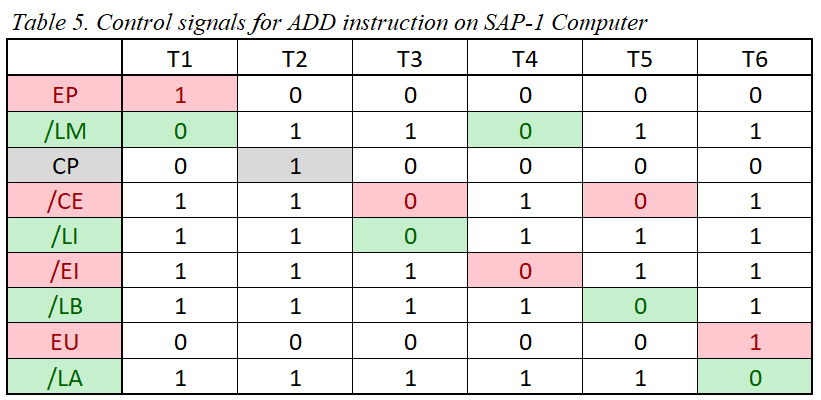 Table 5. Control signals for ADD instruction on SAP-1 Computer
T1 T2 T3 T4 T5 T6
EP 1 0 0 0 0 0
/LM 0 1 1 0 1 1
CP 0 1 0 0 0 0
/CE 1 1 0 1 0 1
/LI 1 1 0 1 1 1
/EI 1 1 1 0 1 1
/LB 1 1 1 1 0 1
EU 0 0 0 0 0 1
/LA 1 1 1 1 1 0